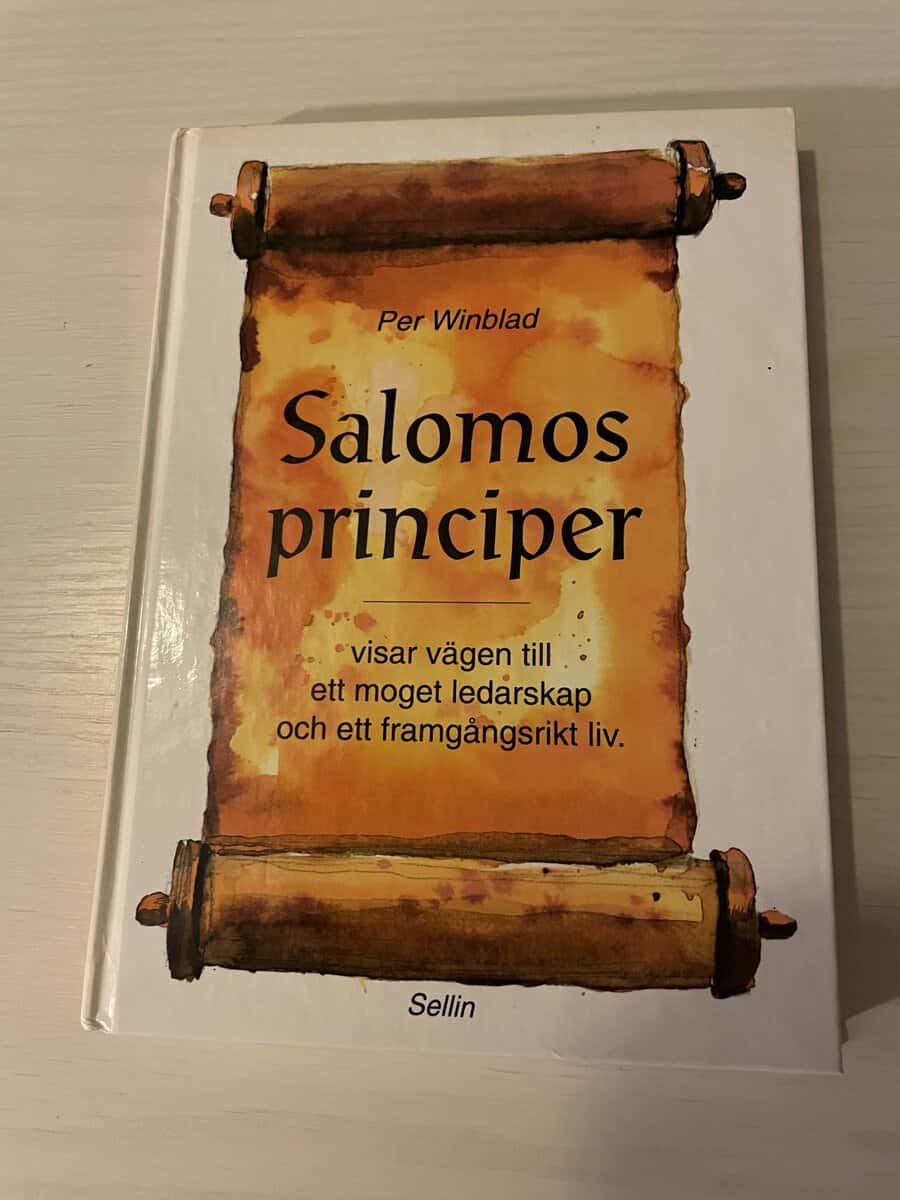 Per Winblad
Salomos
principer
visar vägen till
ett moget ledarskap
och ett framgångsrikt liv.
Sellin